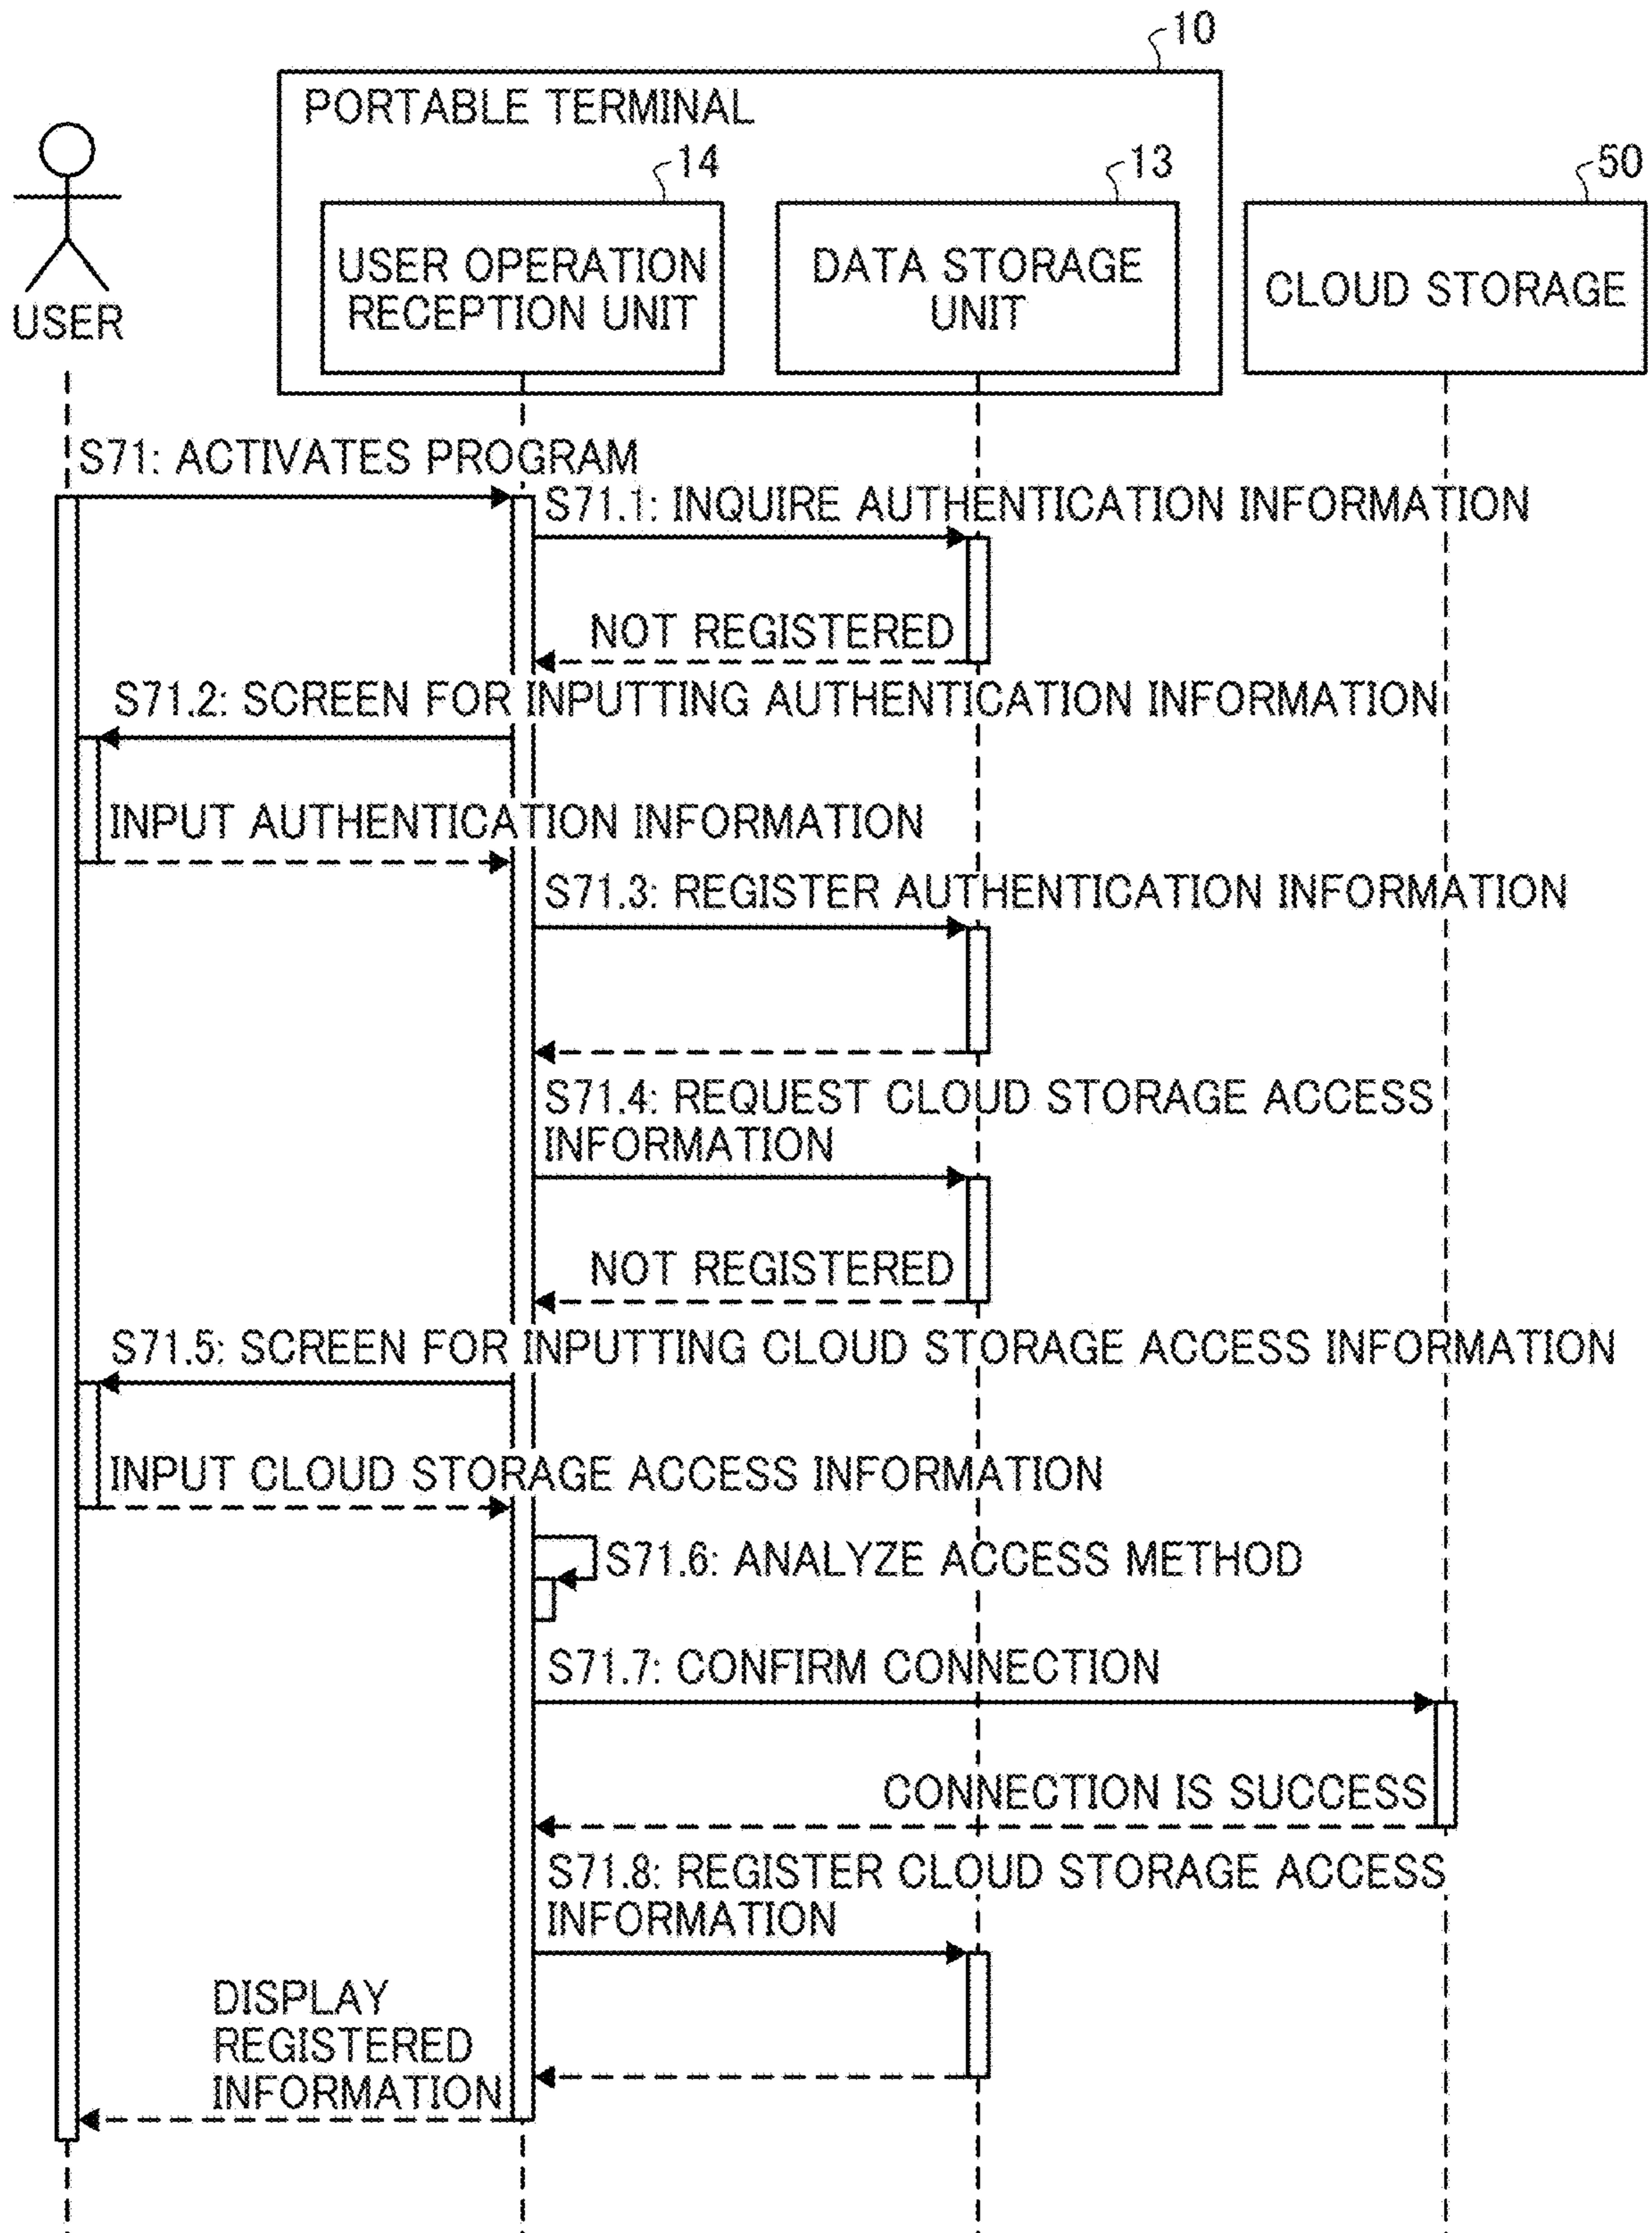 10
PORTABLE TERMINAL
14
13
50
USER OPERATION
RECEPTION UNIT
DATA STORAGE
UNIT
CLOUD STORAGE
USER
S71: ACTIVATES PROGRAM
S71.1: INQUIRE AUTHENTICATION INFORMATION
NOT REGISTERED
S71.2: SCREEN FOR INPUTTING AUTHENTICATION INFORMATION
INPUT AUTHENTICATION INFORMATION
S71.3: REGISTER AUTHENTICATION INFORMATION
S71.4: REQUEST CLOUD STORAGE ACCESS
INFORMATION
NOT REGISTERED
S71.5: SCREEN FOR INPUTTING CLOUD STORAGE ACCESS INFORMATION
INPUT CLOUD STORAGE ACCESS INFORMATION
S71.6: ANALYZE ACCESS METHOD
S71.7: CONFIRM CONNECTION
CONNECTION IS SUCCESS
S71.8: REGISTER CLOUD STORAGE ACCESS
INFORMATION
DISPLAY
REGISTERED
INFORMATION